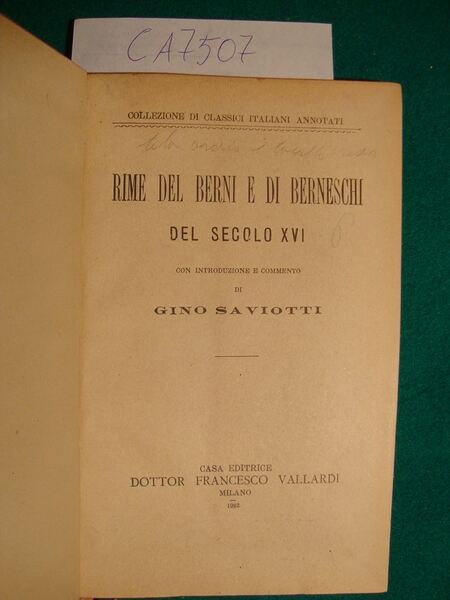 CA7507
COLLEZIONE DI CLASSICI ITALIANI ANNOTATI
RIME DEL BERNI E DI BERNESCHI
DEL SECOLO XVI
CON INTRODUZIONE E COMMENTO
DI
GINO SAVIOTTI
CASA EDITRICE
DOTTOR FRANCESCO VALLARDI
MILANO